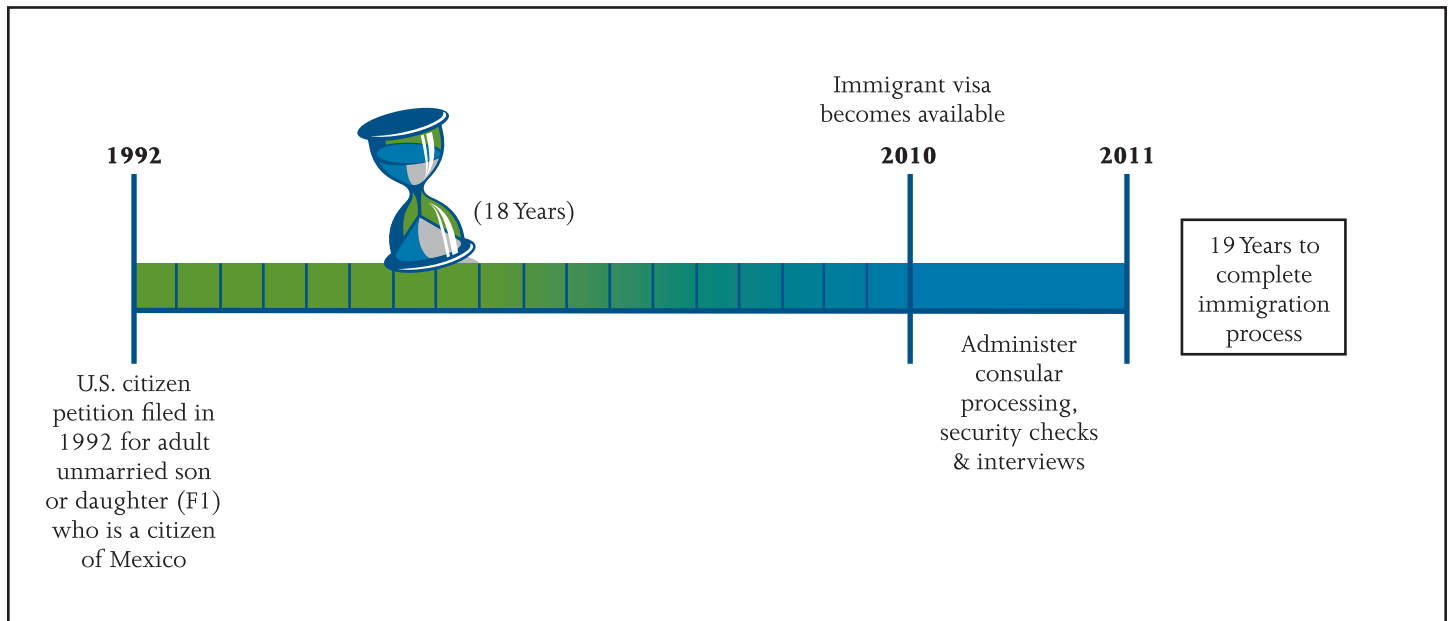 Immigrant visa
becomes available
1992
2010
2011
(18 Years)
19 Years to
complete
immigration
process
Administer
consular
processing,
security checks
& interviews
U.S. citizen
petition filed in
1992 for adult
unmarried son
or daughter (F1)
who is a citizen
of Mexico